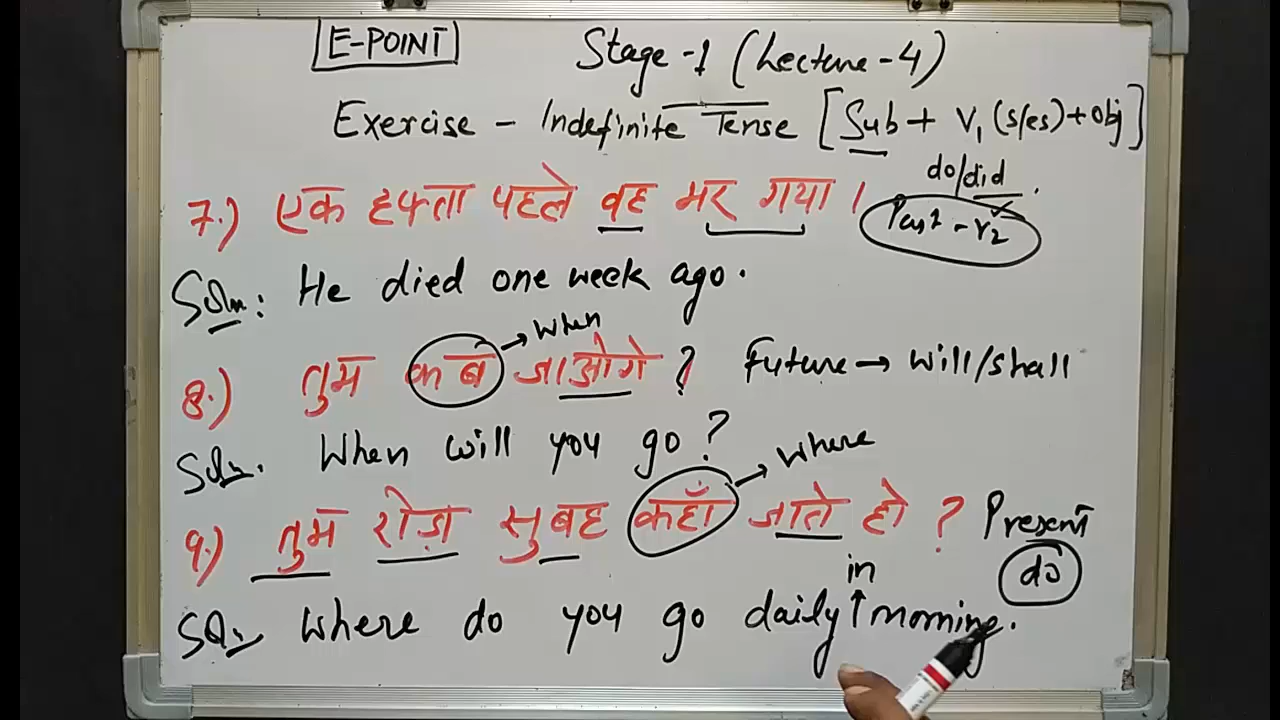 E-POINT Stage-1 (Lecture-4)
Exercise - Indefinite Tense [Sub + V₁ (s/es) + obj]
do/did
7.) एक हफ्ता पहले वह मर गया । Past - V₂
Soln: He died one week ago.
when
8.) तुम कब जाओगे ? Future → will/shall
Soln. When will you go ?
where
9.) तुम रोज़ा सुबह कहाँ जाते हो ? Present
in do
Soln Where do you go daily ↑ morning.